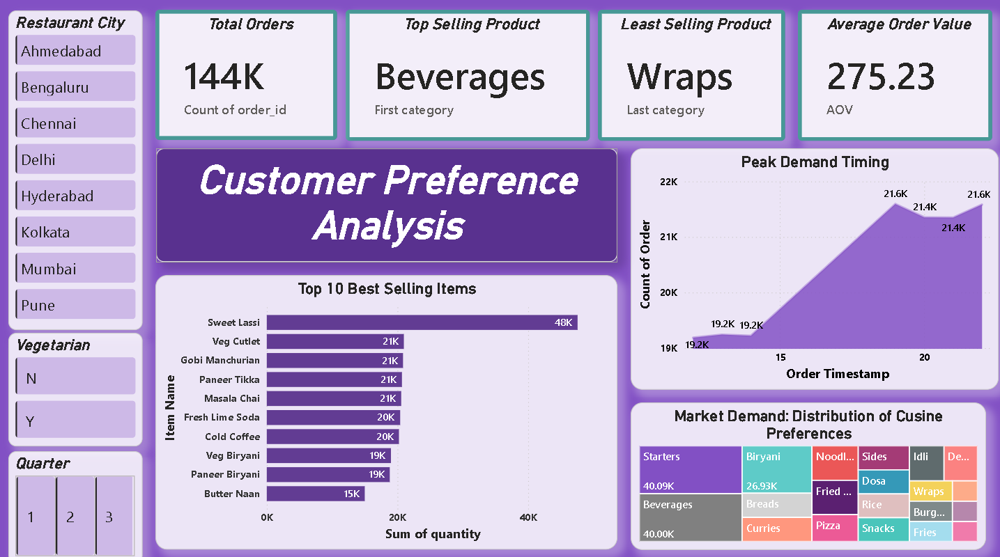 Restaurant City
Ahmedabad
Bengaluru
Chennai
Delhi
Hyderabad
Kolkata
Mumbai
Pune
Vegetarian
N
Y
Quarter
1
2
3
Total Orders
144K
Count of order_id
Top Selling Product
Beverages
First category
Least Selling Product
Wraps
Last category
Average Order Value
275.23
AOV
Customer Preference
Analysis
Top 10 Best Selling Items
Item Name
Sweet Lassi 48K
Veg Cutlet 21K
Gobi Manchurian 21K
Paneer Tikka 21K
Masala Chai 21K
Fresh Lime Soda 20K
Cold Coffee 20K
Veg Biryani 19K
Paneer Biryani 19K
Butter Naan 15K
0K 20K 40K
Sum of quantity
Peak Demand Timing
Count of Order
22K
21K
20K
19K
19.2K
19.2K
19.2K
21.6K
21.4K
21.4K
21.6K
15 20
Order Timestamp
Market Demand: Distribution of Cusine
Preferences
Starters
40.09K
Beverages
40.00K
Biryani
26.93K
Breads
Curries
Noodl...
Fried ...
Pizza
Sides
Dosa
Rice
Snacks
Idli
De...
Wraps
Burg...
Fries